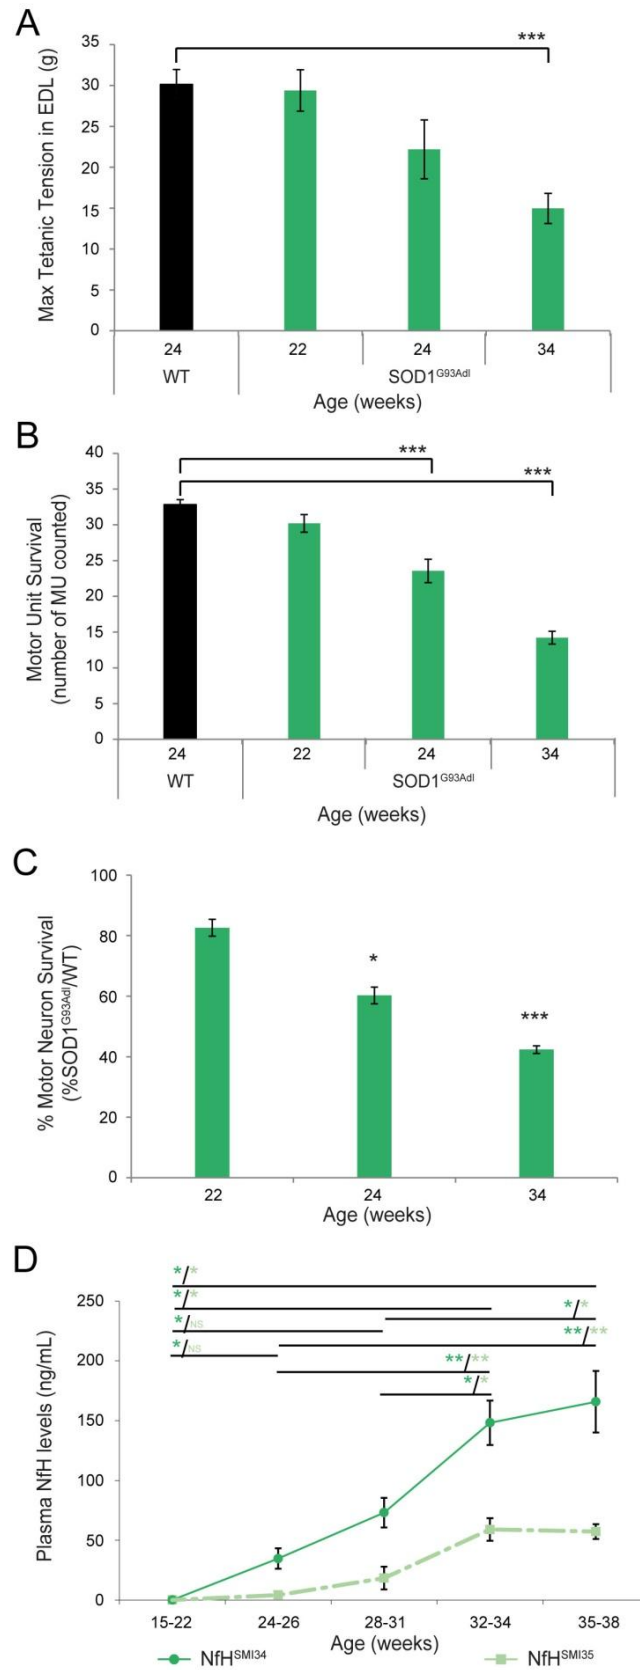 A
Max Tetanic Tension in EDL (g)
35
30
25
20
15
10
5
0
***
24
22
24
34
WT
SOD1G93Adl
Age (weeks)
B
Motor Unit Survival
(number of MU counted)
40
35
30
25
20
15
10
5
0
***
***
24
22
24
34
WT
SOD1G93Adl
Age (weeks)
C
% Motor Neuron Survival
(%SOD1G93Adl/WT)
100
80
60
40
20
0
*
***
22
24
34
Age (weeks)
D
Plasma NfH levels (ng/mL)
250
200
150
100
50
0
*/*
*/*
*/NS
*/*
*/NS
**/**
**/**
*/*
15-22
24-26
28-31
32-34
35-38
Age (weeks)
NfHSMI34
NfHSMI35